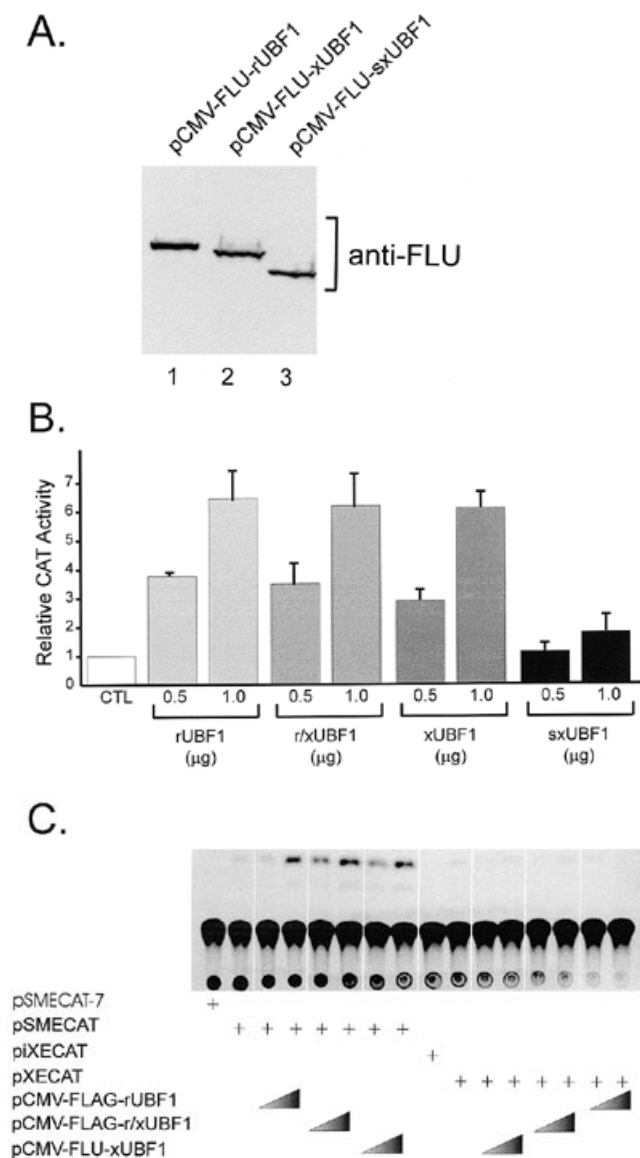 A.
pCMV-FLU-rUBF1
pCMV-FLU-xUBF1
pCMV-FLU-sxUBF1
anti-FLU
1 2 3
B.
Relative CAT Activity
7
6
5
4
3
2
1
0
CTL 0.5 1.0 0.5 1.0 0.5 1.0 0.5 1.0
rUBF1 r/xUBF1 xUBF1 sxUBF1
(µg) (µg) (µg) (µg)
C.
pSMECAT-7 +
pSMECAT + + + + + + +
piXECAT +
pXECAT + + + + + + +
pCMV-FLAG-rUBF1
pCMV-FLAG-r/xUBF1
pCMV-FLU-xUBF1